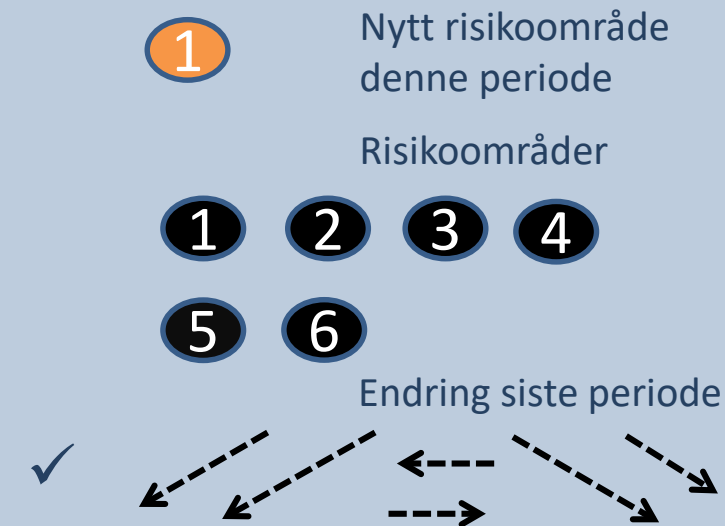 1
Nytt risikoområde
denne periode
Risikoområder
1 2 3 4
5 6
Endring siste periode
✓